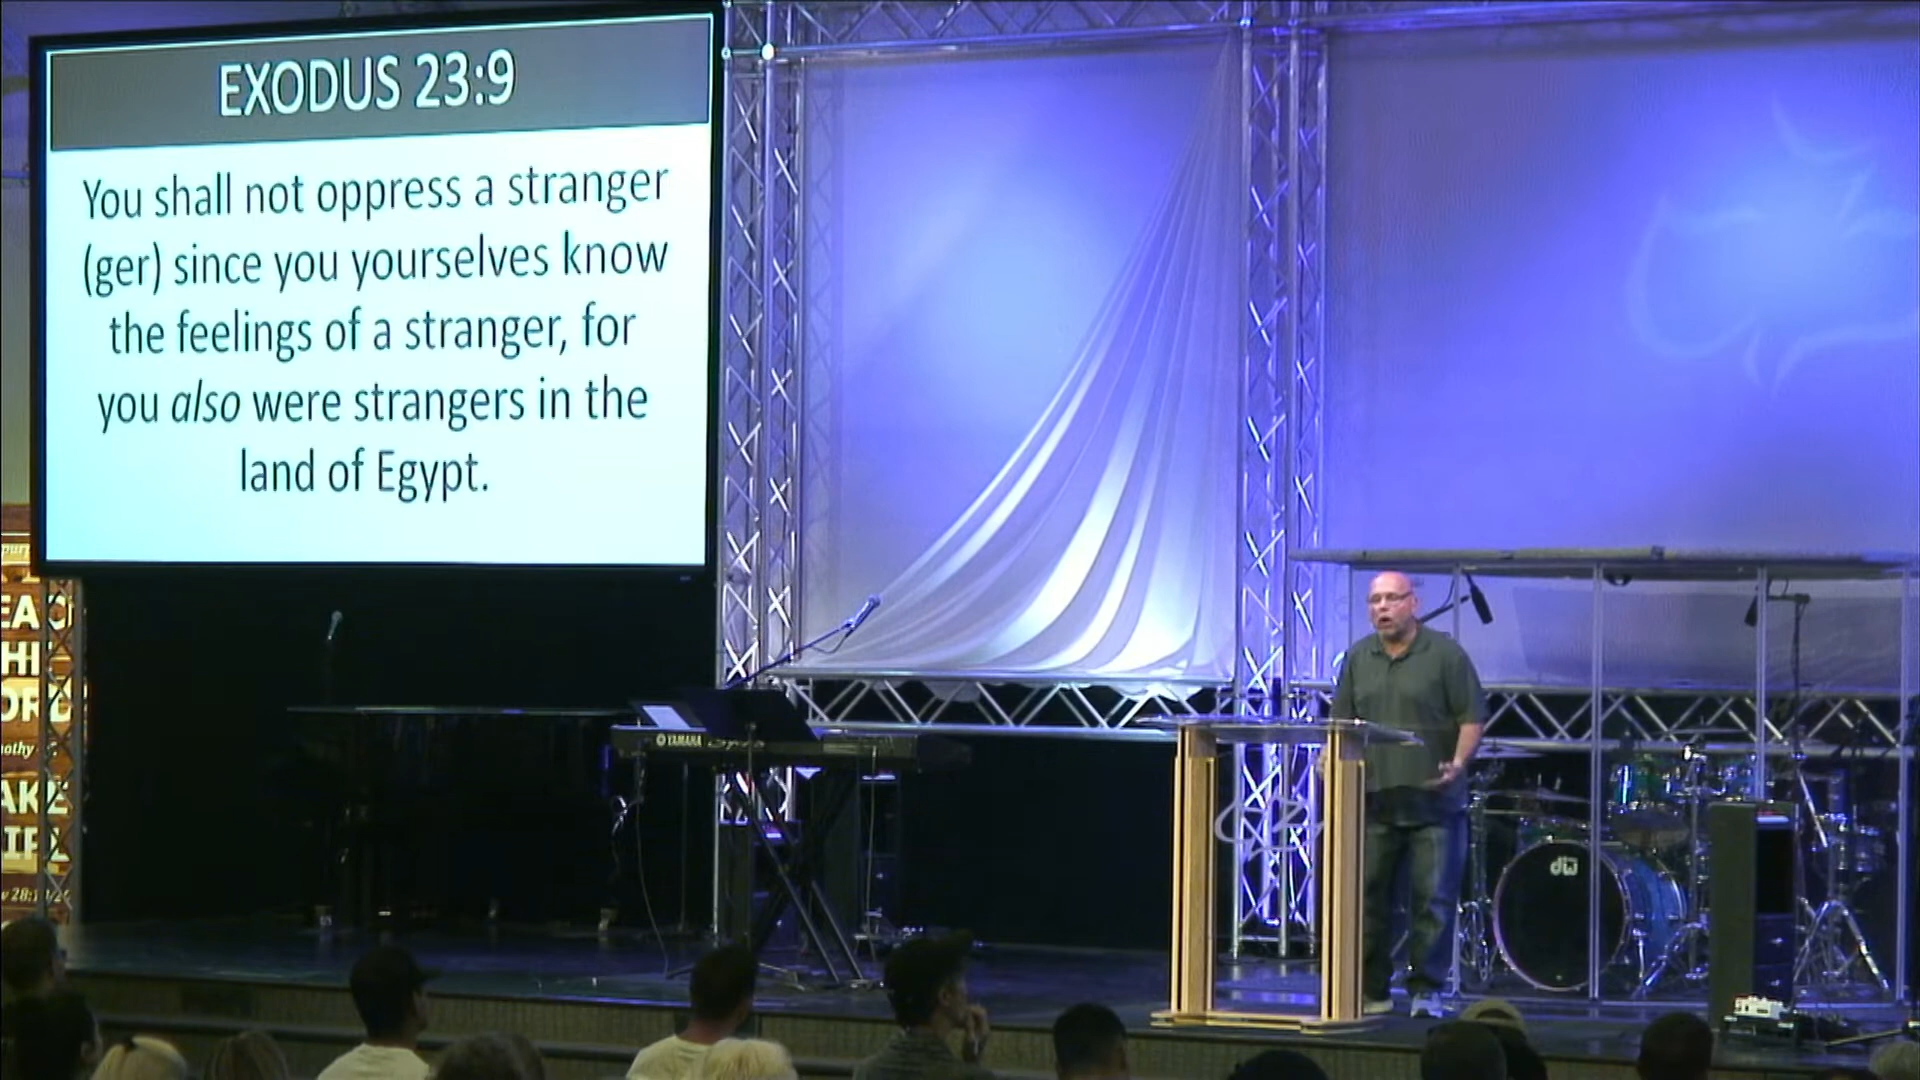 EXODUS 23:9
You shall not oppress a stranger
(ger) since you yourselves know
the feelings of a stranger, for
you also were strangers in the
land of Egypt.
YAMAHA
dw